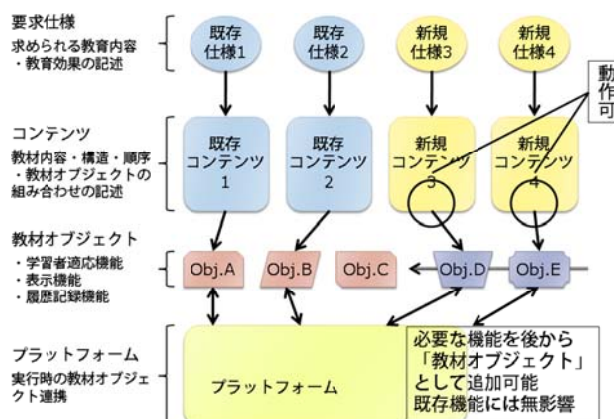 要求仕様
求められる教育内容
・教育効果の記述
既存
仕様1
既存
仕様2
新規
仕様3
新規
仕様4
動
作
可
コンテンツ
教材内容・構造・順序
・教材オブジェクトの
組み合わせの記述
既存
コンテンツ
1
既存
コンテンツ
2
新規
コンテンツ
3
新規
コンテンツ
4
教材オブジェクト
・学習者適応機能
・表示機能
・履歴記録機能
Obj.A
Obj.B
Obj.C
Obj.D
Obj.E
プラットフォーム
実行時の教材オブジェ
クト連携
プラットフォーム
必要な機能を後から
「教材オブジェクト」
として追加可能
既存機能には無影響